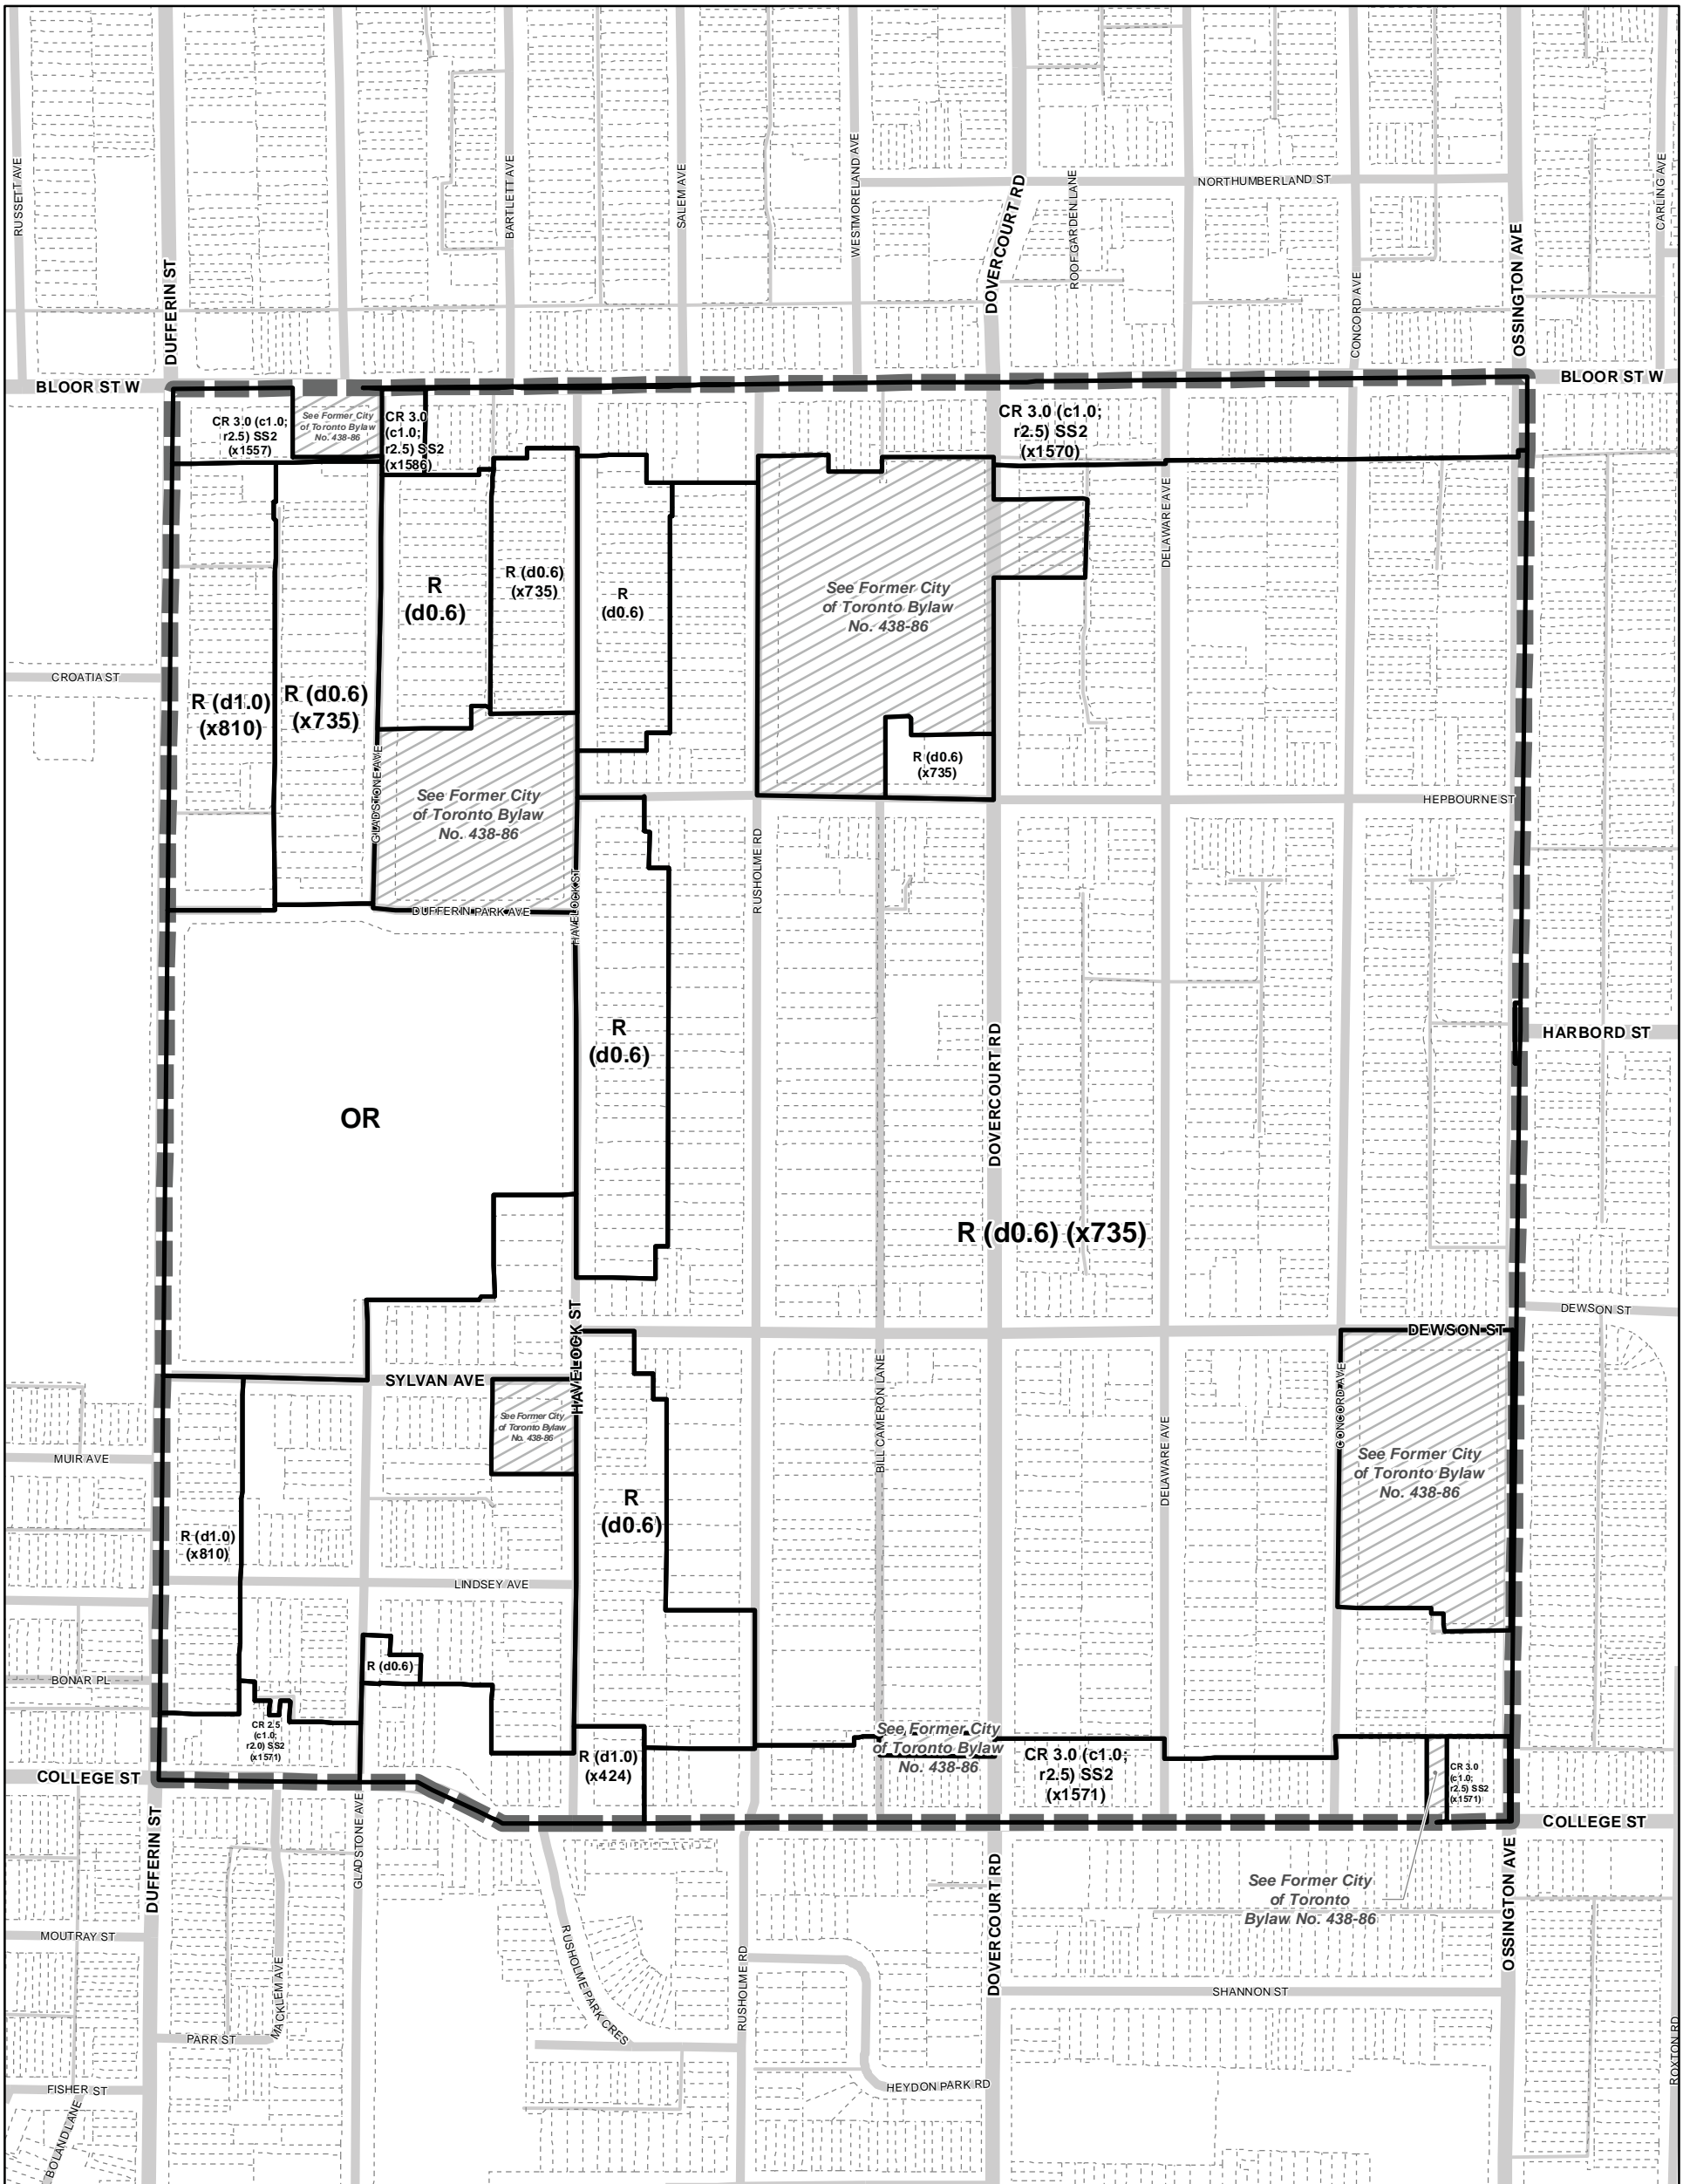 RUSSETT AVE
DUFFERIN ST
BARTLETT AVE
SALEM AVE
WESTMORELAND AVE
DOVERCOURT RD
ROOF GARDEN LANE
NORTHUMBERLAND ST
CONCORD AVE
OSSINGTON AVE
CARLING AVE
BLOOR ST W
BLOOR ST W
CR 3.0 (c1.0;
r2.5) SS2
(x1557)
See Former City
of Toronto Bylaw
No. 438-86
CR 3.0
(c1.0;
r2.5) SS2
(x1586)
CR 3.0 (c1.0;
r2.5) SS2
(x1570)
DELAWARE AVE
R
(d0.6)
R (d0.6)
(x735)
R
(d0.6)
See Former City
of Toronto Bylaw
No. 438-86
CROATIA ST
R (d1.0)
(x810)
R (d0.6)
(x735)
GLADSTONE AVE
R (d0.6)
(x735)
See Former City
of Toronto Bylaw
No. 438-86
HEPBOURNE ST
RUSHOLME RD
HAVELOCK ST
DUFFERIN PARK AVE
R
(d0.6)
DOVERCOURT RD
HARBORD ST
OR
R (d0.6) (x735)
DEWSON ST
DEWSON ST
HAVELOCK ST
SYLVAN AVE
BILL CAMERON LANE
CONCORD AVE
DELAWARE AVE
See Former City
of Toronto Bylaw
No. 438-86
MUIR AVE
See Former City
of Toronto Bylaw
No. 438-86
R
(d0.6)
R (d1.0)
(x810)
LINDSEY AVE
R (d0.6)
BONAR PL
CR 2.5
(c1.0;
r2.0) SS2
(x1571)
R (d1.0)
(x424)
See Former City
of Toronto Bylaw
No. 438-86
CR 3.0 (c1.0;
r2.5) SS2
(x1571)
CR 3.0
(c1.0;
r2.5) SS2
(x1571)
COLLEGE ST
COLLEGE ST
DUFFERIN ST
GLADSTONE AVE
DOVERCOURT RD
See Former City
of Toronto
Bylaw No. 438-86
OSSINGTON AVE
MOUTRAY ST
MACKLEM AVE
RUSHOLME PARK CRES
RUSHOLME RD
SHANNON ST
PARR ST
HEYDON PARK RD
ROXTON RD
FISHER ST
BOLAND LANE